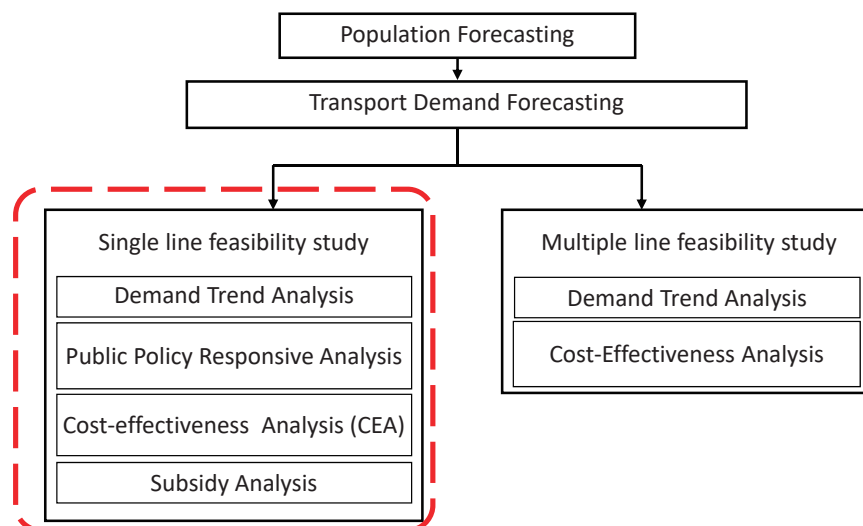 Population Forecasting
Transport Demand Forecasting
Single line feasibility study
Demand Trend Analysis
Public Policy Responsive Analysis
Cost-effectiveness Analysis (CEA)
Subsidy Analysis
Multiple line feasibility study
Demand Trend Analysis
Cost-Effectiveness Analysis